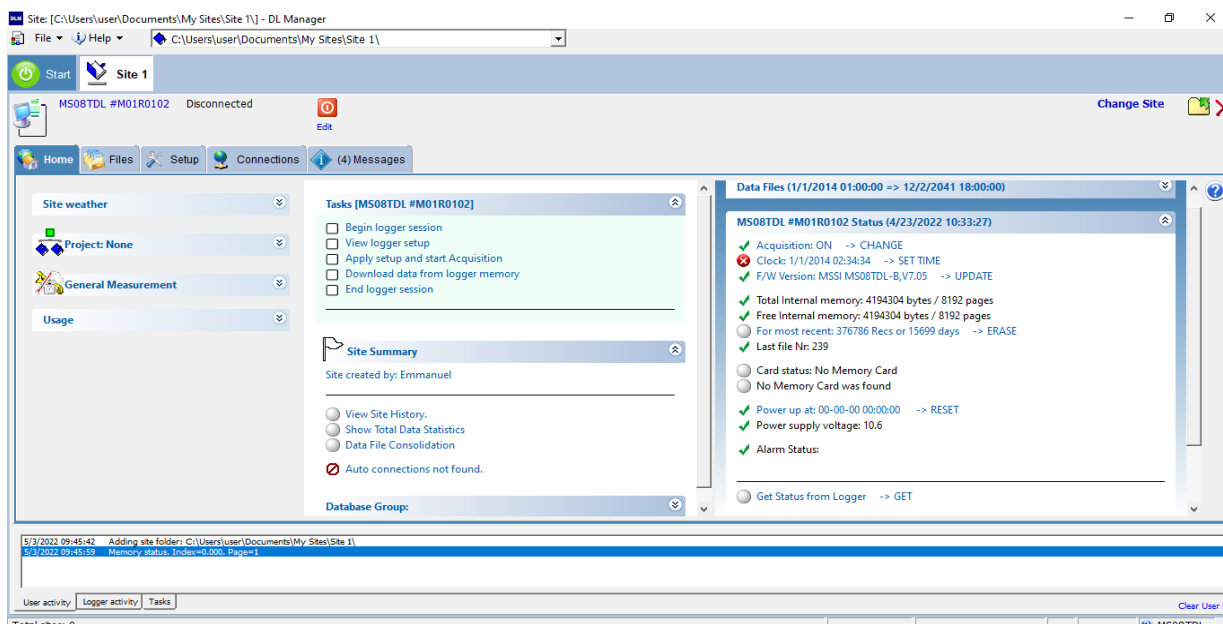 DLM Site: [C:\Users\user\Documents\My Sites\Site 1\] - DL Manager
File Help C:\Users\user\Documents\My Sites\Site 1\
Start Site 1
MS08TDL #M01R0102 Disconnected
Edit
Change Site
Home Files Setup Connections (4) Messages
Site weather
Project: None
General Measurement
Usage
Tasks [MS08TDL #M01R0102]
Begin logger session
View logger setup
Apply setup and start Acquisition
Download data from logger memory
End logger session
Site Summary
Site created by: Emmanuel
View Site History.
Show Total Data Statistics
Data File Consolidation
Auto connections not found.
Database Group:
Data Files (1/1/2014 01:00:00 => 12/2/2041 18:00:00)
MS08TDL #M01R0102 Status (4/23/2022 10:33:27)
Acquisition: ON -> CHANGE
Clock: 1/1/2014 02:34:34 -> SET TIME
F/W Version: MSSI MS08TDL-B,V7.05 -> UPDATE
Total Internal memory: 4194304 bytes / 8192 pages
Free Internal memory: 4194304 bytes / 8192 pages
For most recent: 376786 Recs or 15699 days -> ERASE
Last file Nr: 239
Card status: No Memory Card
No Memory Card was found
Power up at: 00-00-00 00:00:00 -> RESET
Power supply voltage: 10.6
Alarm Status:
Get Status from Logger -> GET
5/3/2022 09:45:42 Adding site folder: C:\Users\user\Documents\My Sites\Site 1\
5/3/2022 09:45:59 Memory status. Index=0.000. Page=1
User activity Logger activity Tasks
Clear User